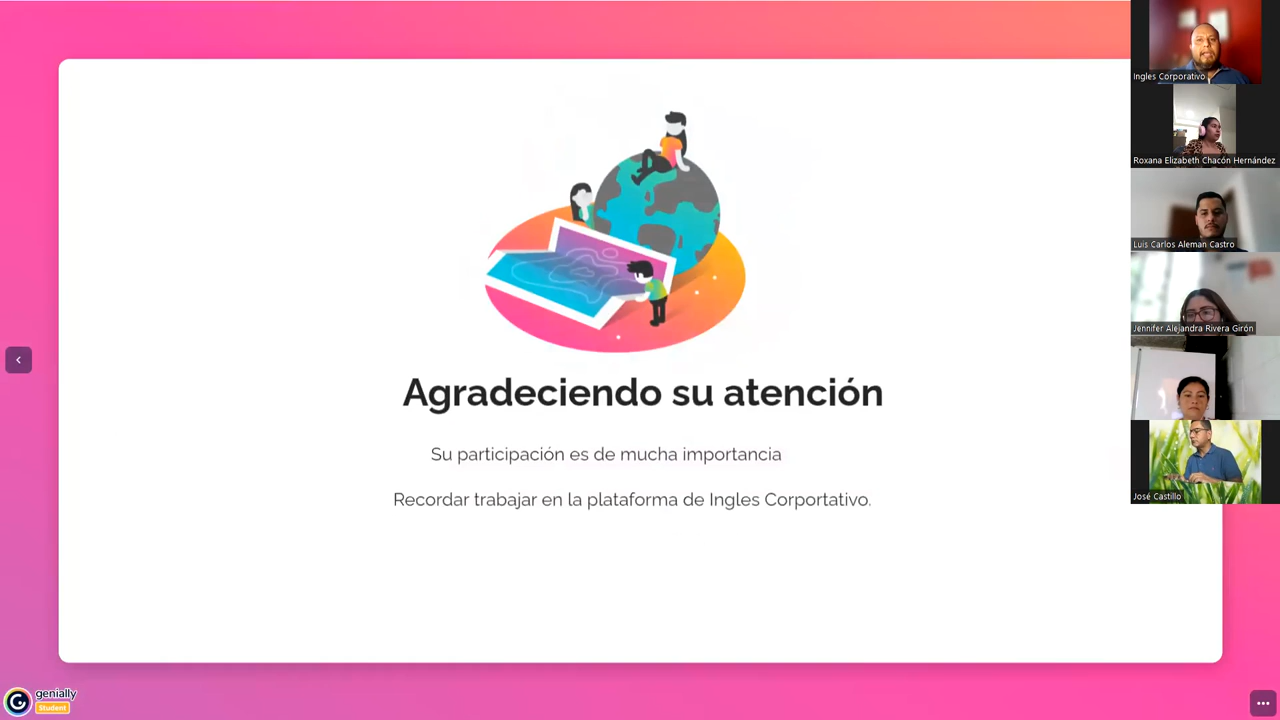 Agradeciendo su atención
Su participación es de mucha importancia
Recordar trabajar en la plataforma de Ingles Corportativo.
Ingles Corporativo
Roxana Elizabeth Chacón Hernández
Luis Carlos Aleman Castro
Jennifer Alejandra Rivera Girón
José Castillo
genially
Student